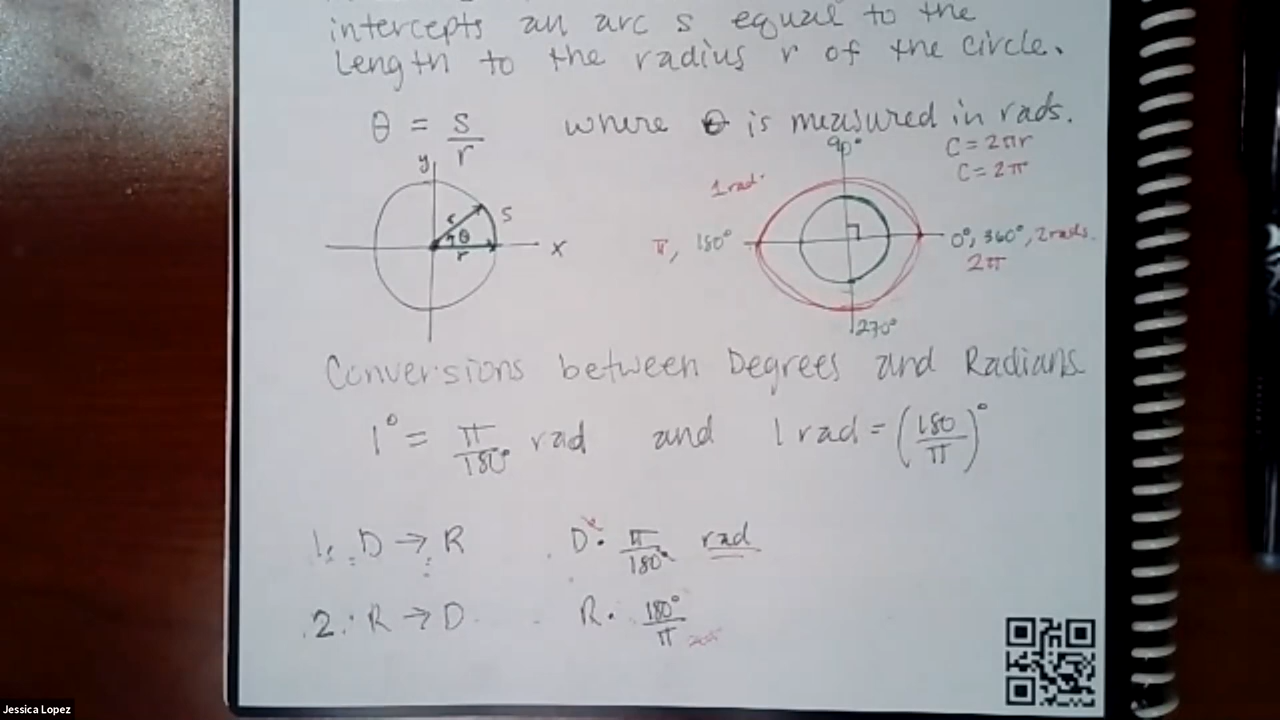 intercepts an arc s equal to the
length to the radius r of the circle.
θ = s/r where θ is measured in rads.
C = 2πr
C = 2π
y
s
r
θ
r
x
90°
1 rad.
π, 180°
0°, 360°, 2 rads.
2π
270°
Conversions between Degrees and Radians
1° = π/180° rad and 1 rad = (180/π)°
1. D → R D° · π/180° rad
2. R → D R · 180°/π
Jessica Lopez